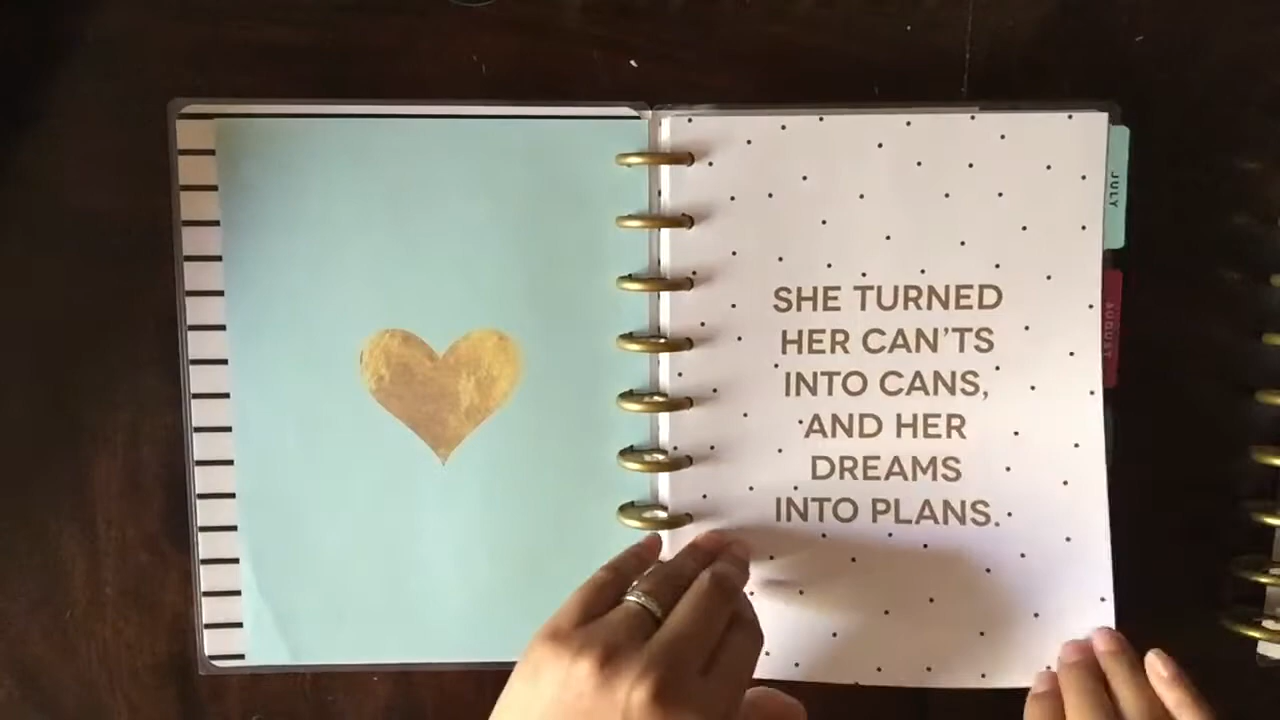 SHE TURNED
HER CAN'TS
INTO CANS,
AND HER
DREAMS
INTO PLANS.
JULY
AUGUST